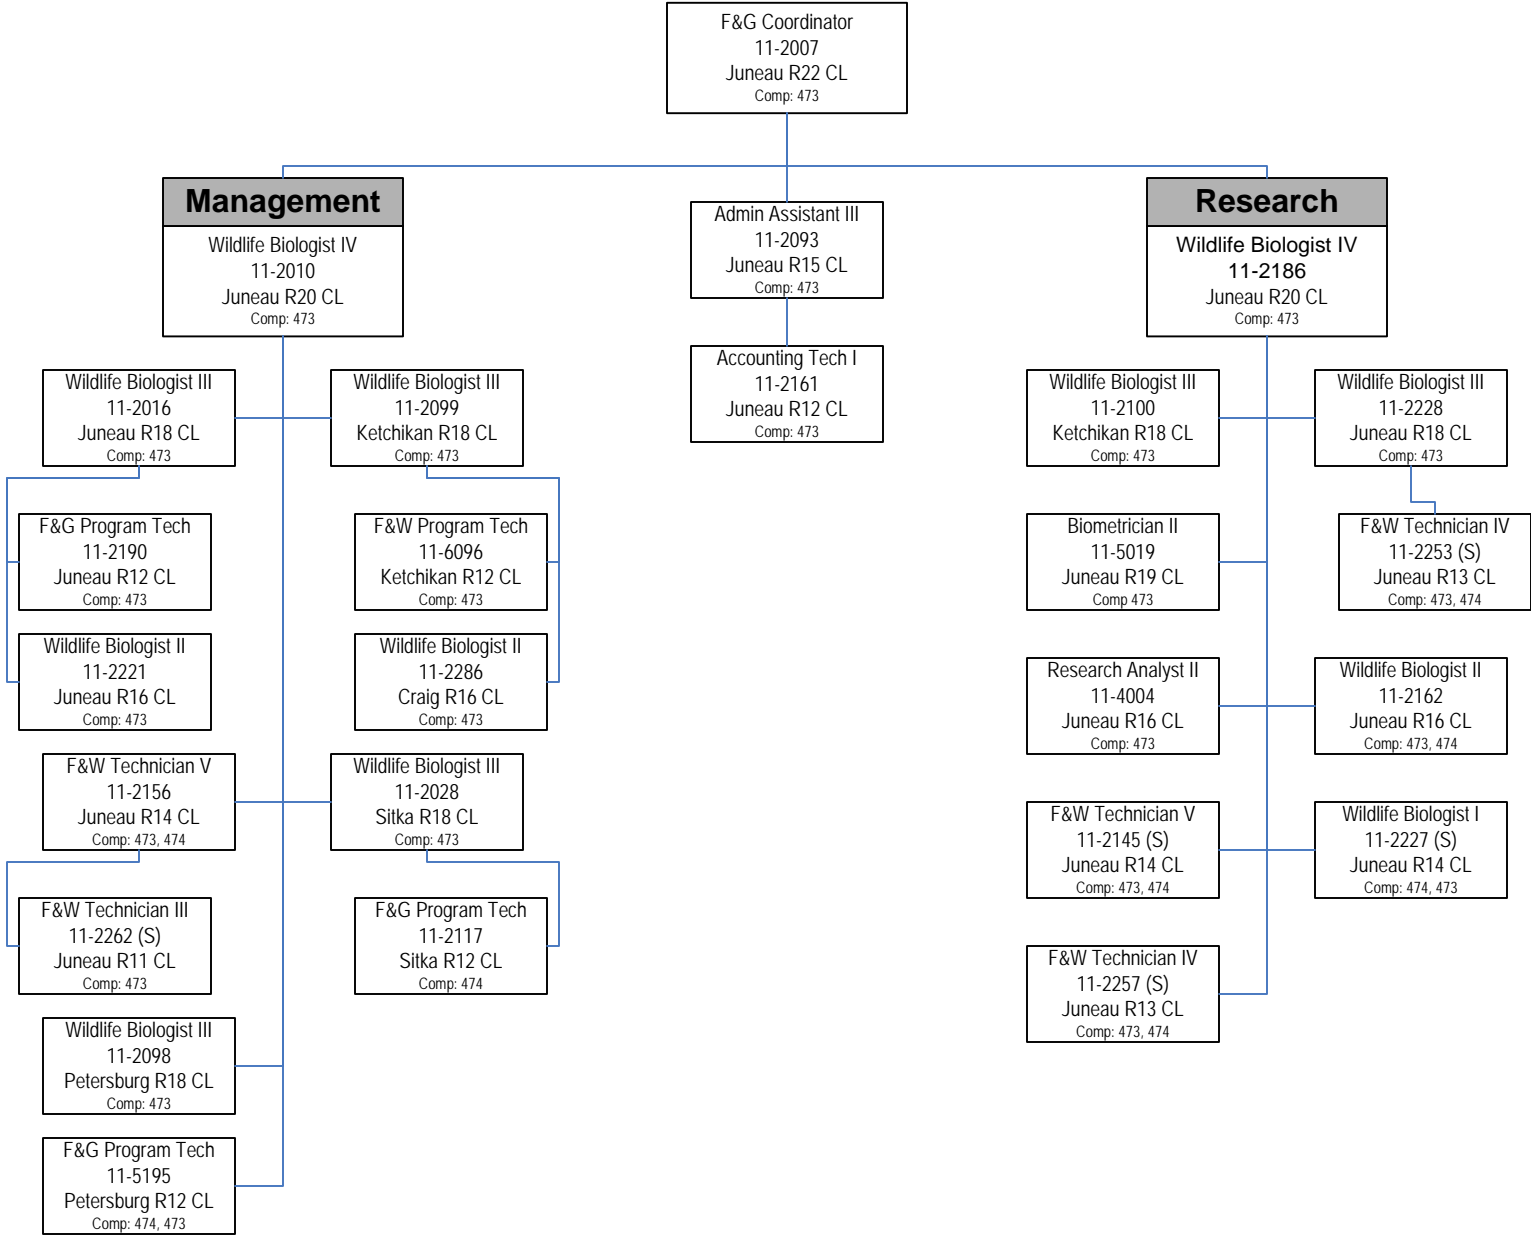 F&G Coordinator
11-2007
Juneau R22 CL
Comp: 473
Management
Wildlife Biologist IV
11-2010
Juneau R20 CL
Comp: 473
Admin Assistant III
11-2093
Juneau R15 CL
Comp: 473
Accounting Tech I
11-2161
Juneau R12 CL
Comp: 473
Research
Wildlife Biologist IV
11-2186
Juneau R20 CL
Comp: 473
Wildlife Biologist III
11-2016
Juneau R18 CL
Comp: 473
Wildlife Biologist III
11-2099
Ketchikan R18 CL
Comp: 473
F&G Program Tech
11-2190
Juneau R12 CL
Comp: 473
F&W Program Tech
11-6096
Ketchikan R12 CL
Comp: 473
Wildlife Biologist II
11-2221
Juneau R16 CL
Comp: 473
Wildlife Biologist II
11-2286
Craig R16 CL
Comp: 473
F&W Technician V
11-2156
Juneau R14 CL
Comp: 473, 474
Wildlife Biologist III
11-2028
Sitka R18 CL
Comp: 473
F&W Technician III
11-2262 (S)
Juneau R11 CL
Comp: 473
F&G Program Tech
11-2117
Sitka R12 CL
Comp: 474
Wildlife Biologist III
11-2098
Petersburg R18 CL
Comp: 473
F&G Program Tech
11-5195
Petersburg R12 CL
Comp: 474, 473
Wildlife Biologist III
11-2100
Ketchikan R18 CL
Comp: 473
Wildlife Biologist III
11-2228
Juneau R18 CL
Comp: 473
Biometrician II
11-5019
Juneau R19 CL
Comp 473
F&W Technician IV
11-2253 (S)
Juneau R13 CL
Comp: 473, 474
Research Analyst II
11-4004
Juneau R16 CL
Comp: 473
Wildlife Biologist II
11-2162
Juneau R16 CL
Comp: 473, 474
F&W Technician V
11-2145 (S)
Juneau R14 CL
Comp: 473, 474
Wildlife Biologist I
11-2227 (S)
Juneau R14 CL
Comp: 474, 473
F&W Technician IV
11-2257 (S)
Juneau R13 CL
Comp: 473, 474